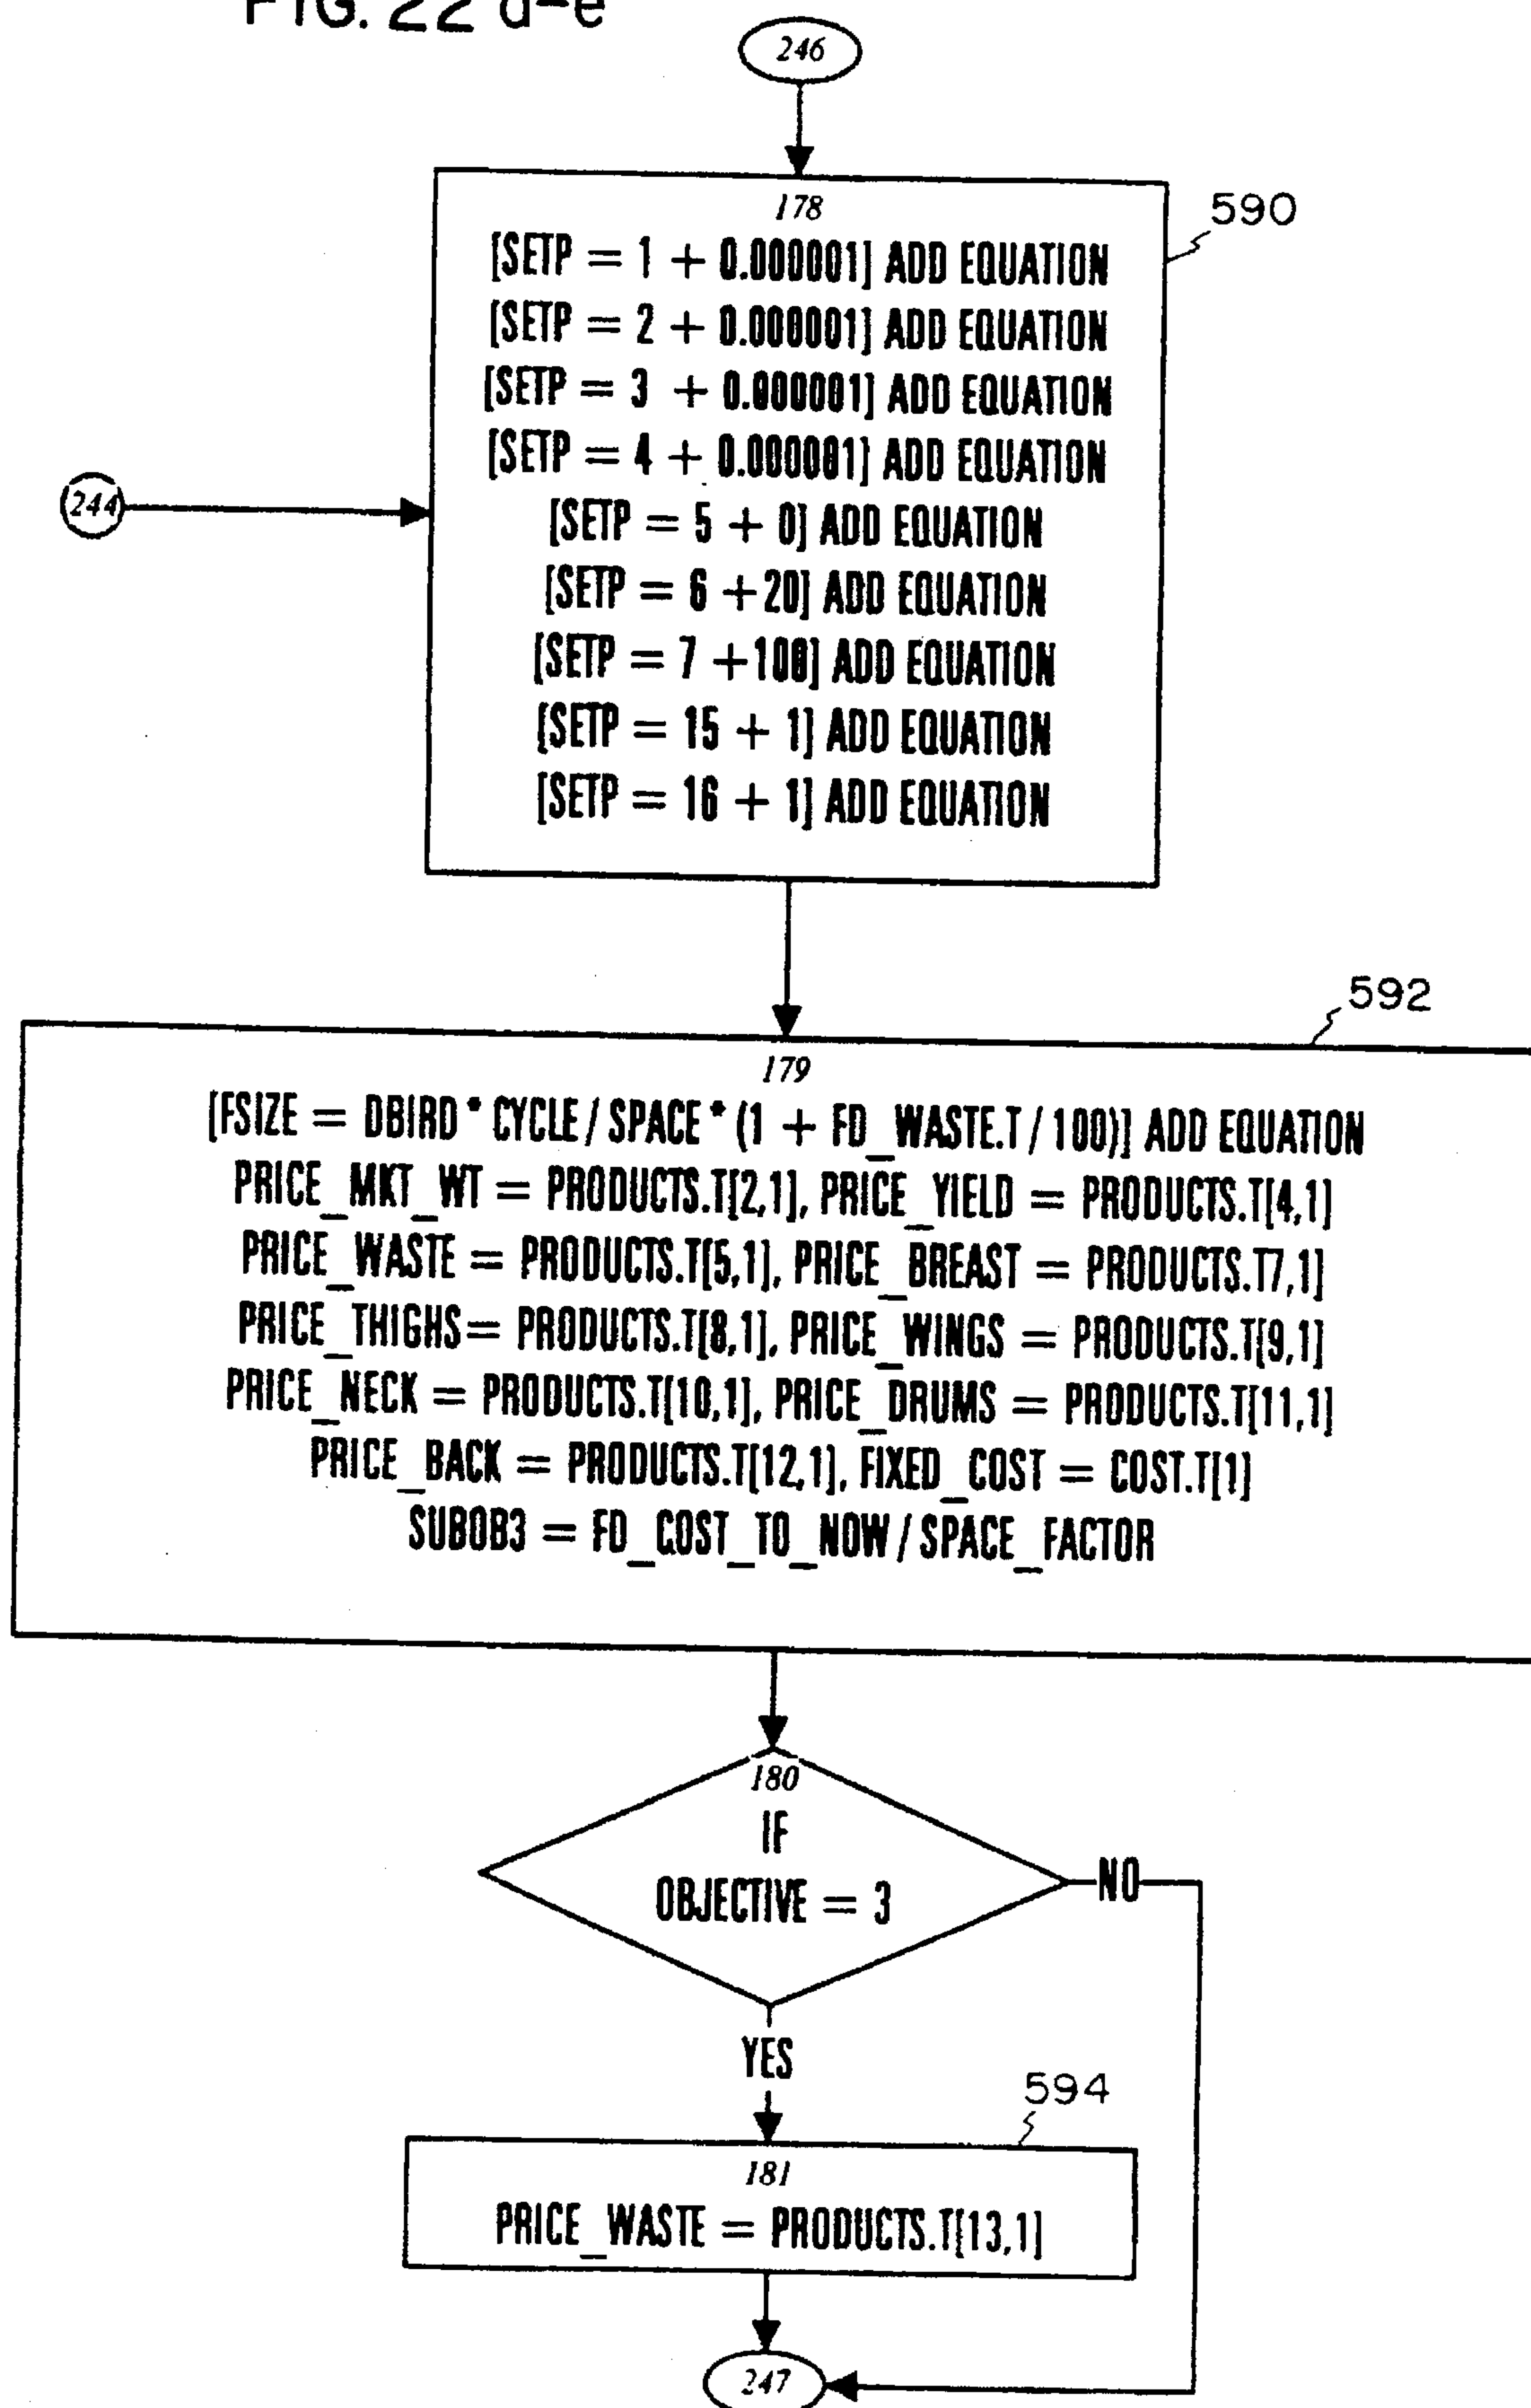 FIG. 22 d-e
246
178
590
[SETP = 1 + 0.000001] ADD EQUATION
[SETP = 2 + 0.000001] ADD EQUATION
[SETP = 3 + 0.000001] ADD EQUATION
[SETP = 4 + 0.000001] ADD EQUATION
244
[SETP = 5 + 0] ADD EQUATION
[SETP = 6 +20] ADD EQUATION
[SETP = 7 +100] ADD EQUATION
[SETP = 15 + 1] ADD EQUATION
[SETP = 16 + 1] ADD EQUATION
592
179
[FSIZE = DBIRD * CYCLE / SPACE * (1 + FD_WASTE.T / 100)] ADD EQUATION
PRICE_MKT_WT = PRODUCTS.T[2,1], PRICE_YIELD = PRODUCTS.T[4,1]
PRICE_WASTE = PRODUCTS.T[5,1], PRICE_BREAST = PRODUCTS.T7,1]
PRICE_THIGHS= PRODUCTS.T[8,1], PRICE_WINGS = PRODUCTS.T[9,1]
PRICE_NECK = PRODUCTS.T[10,1], PRICE_DRUMS = PRODUCTS.T[11,1]
PRICE_BACK = PRODUCTS.T[12,1], FIXED_COST = COST.T[1]
SUBOB3 = FD_COST_TO_NOW / SPACE_FACTOR
180
IF
OBJECTIVE = 3
NO
YES
594
181
PRICE_WASTE = PRODUCTS.T[13,1]
247